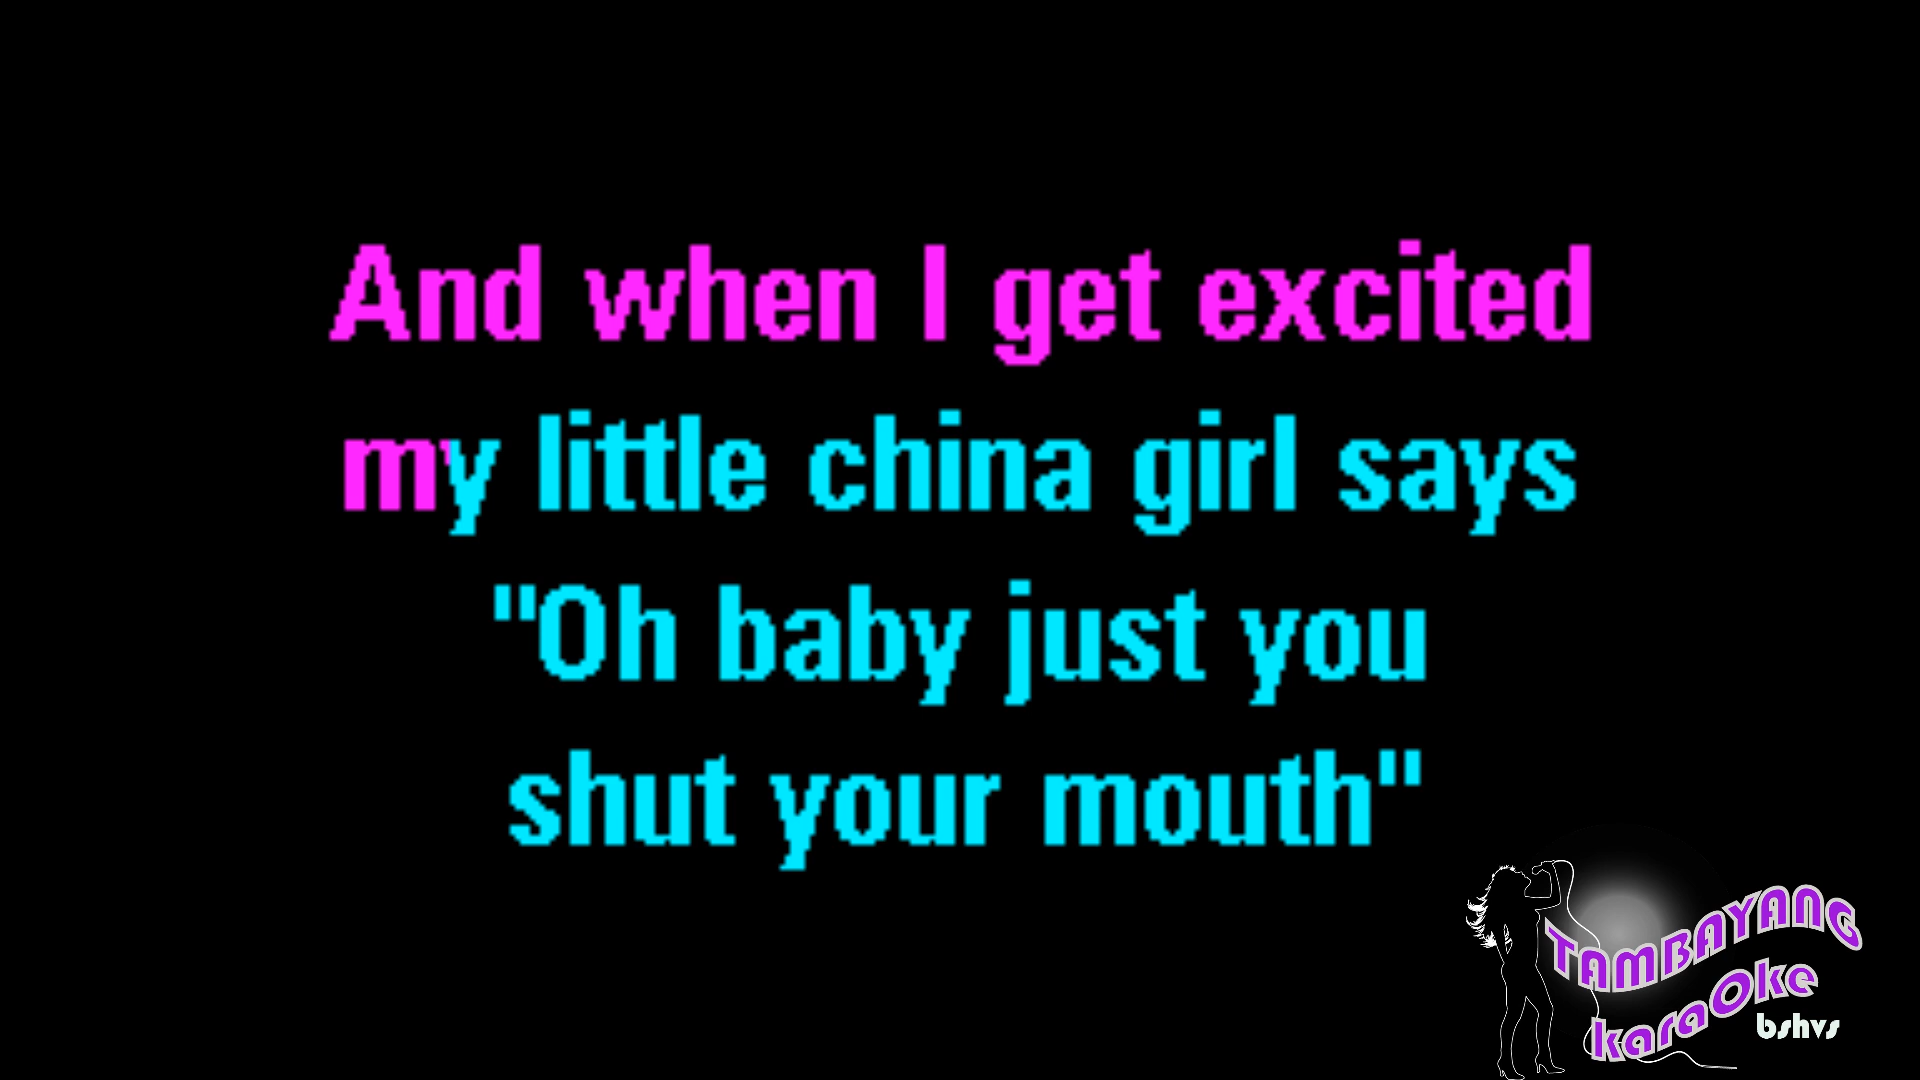 And when I get excited
my little china girl says
"Oh baby just you
shut your mouth"
TAMBAYANG
karaOke
bshvs